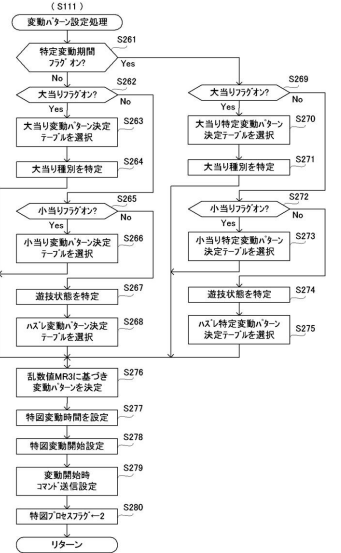 ( S111 )
変動パターン設定処理
S261
特定変動期間
フラグオン?
Yes
No
S262
大当りフラグオン?
No
Yes
S263
大当り変動パターン決定
テーブルを選択
S264
大当り種別を特定
S265
小当りフラグオン?
No
Yes
S266
小当り変動パターン決定
テーブルを選択
S267
遊技状態を特定
S268
ハズレ変動パターン決定
テーブルを選択
S269
大当りフラグオン?
No
Yes
S270
大当り特定変動パターン
決定テーブルを選択
S271
大当り種別を特定
S272
小当りフラグオン?
No
Yes
S273
小当り特定変動パターン
決定テーブルを選択
S274
遊技状態を特定
S275
ハズレ特定変動パターン
決定テーブルを選択
S276
乱数値MR3に基づき
変動パターンを決定
S277
特図変動時間を設定
S278
特図変動開始設定
S279
変動開始時
コマンド送信設定
S280
特図プロセスフラグ←2
リターン